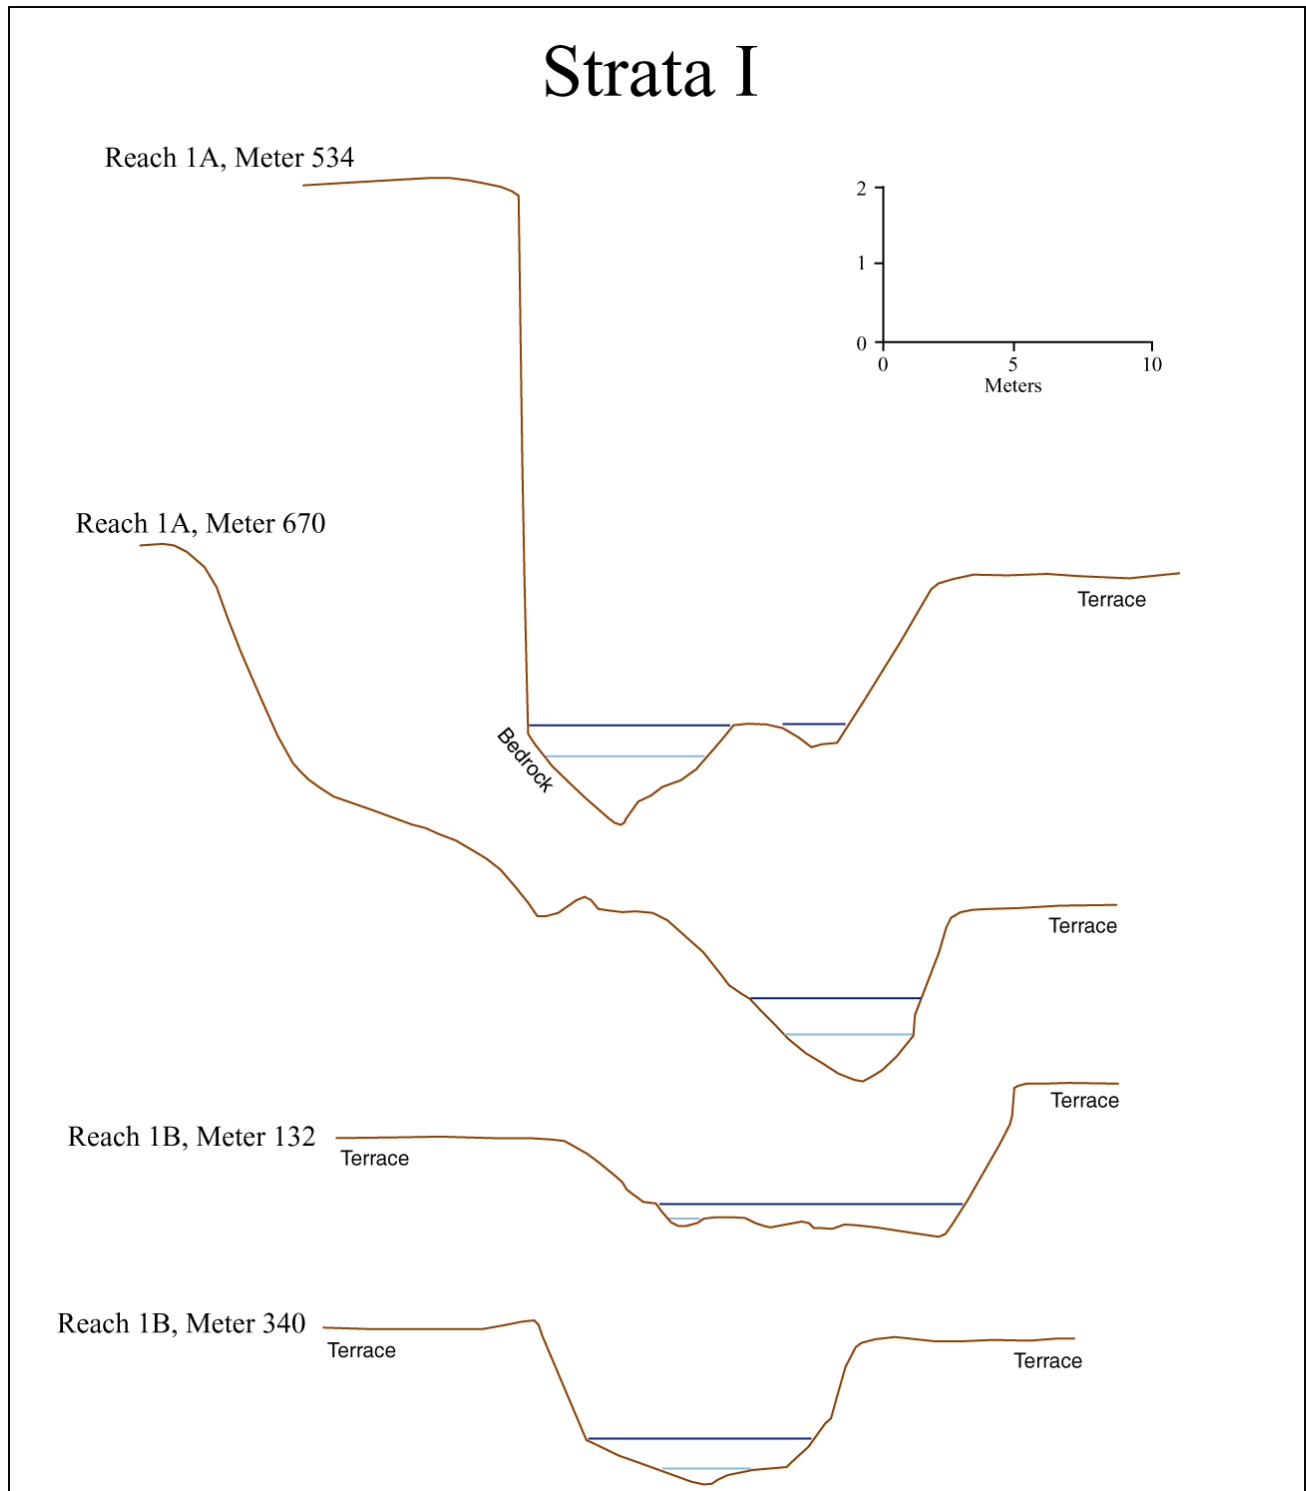 Strata I
Reach 1A, Meter 534
2
1
0
0 5 10
Meters
Reach 1A, Meter 670
Terrace
Bedrock
Terrace
Terrace
Reach 1B, Meter 132
Terrace
Reach 1B, Meter 340
Terrace
Terrace